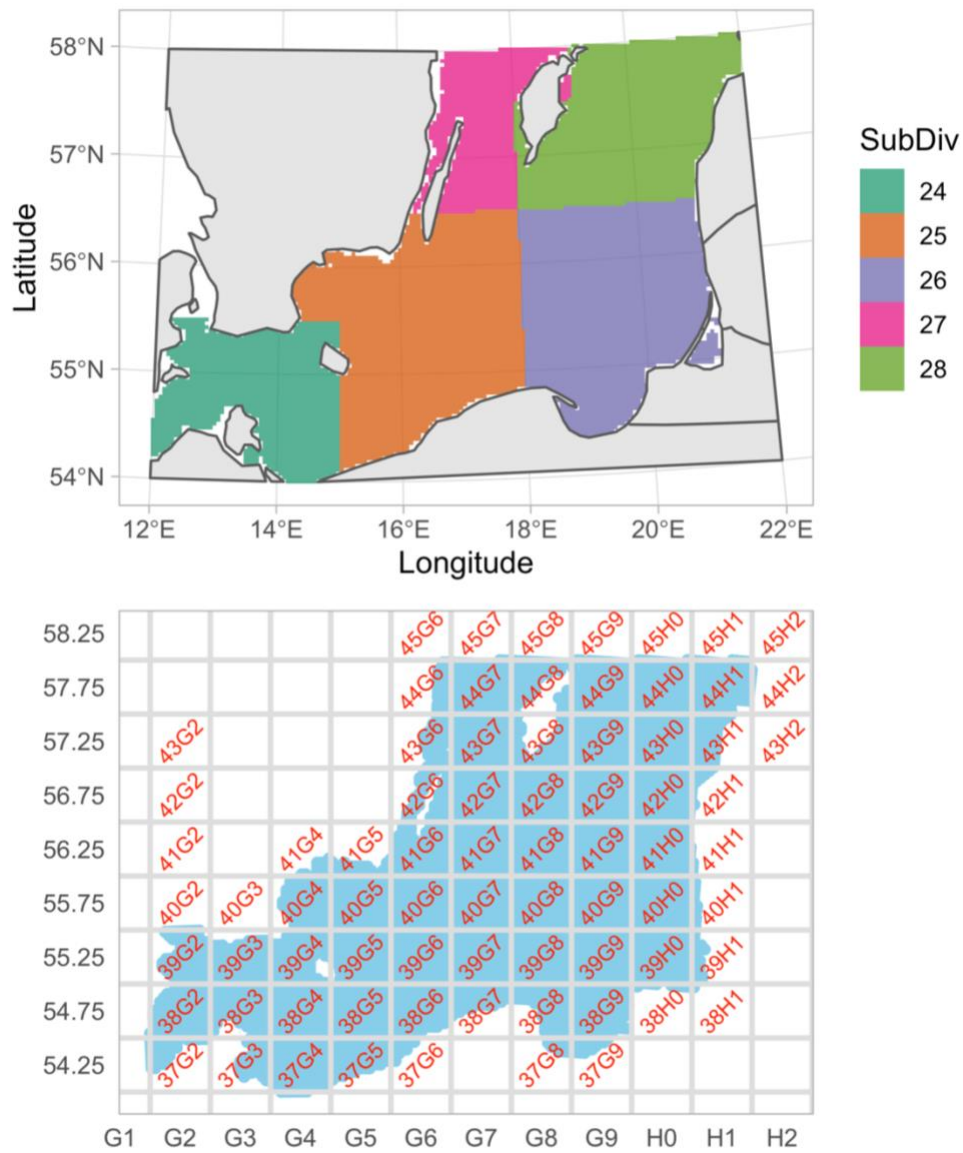 58°N
57°N
56°N
55°N
54°N
Latitude
12°E 14°E 16°E 18°E 20°E 22°E
Longitude
SubDiv
24
25
26
27
28
58.25 45G6 45G7 45G8 45G9 45H0 45H1 45H2
57.75 44G6 44G7 44G8 44G9 44H0 44H1 44H2
57.25 43G2 43G6 43G7 43G8 43G9 43H0 43H1 43H2
56.75 42G2 42G6 42G7 42G8 42G9 42H0 42H1
56.25 41G2 41G4 41G5 41G6 41G7 41G8 41G9 41H0 41H1
55.75 40G2 40G3 40G4 40G5 40G6 40G7 40G8 40G9 40H0 40H1
55.25 39G2 39G3 39G4 39G5 39G6 39G7 39G8 39G9 39H0 39H1
54.75 38G2 38G3 38G4 38G5 38G6 38G7 38G8 38G9 38H0 38H1
54.25 37G2 37G3 37G4 37G5 37G6 37G8 37G9
G1 G2 G3 G4 G5 G6 G7 G8 G9 H0 H1 H2